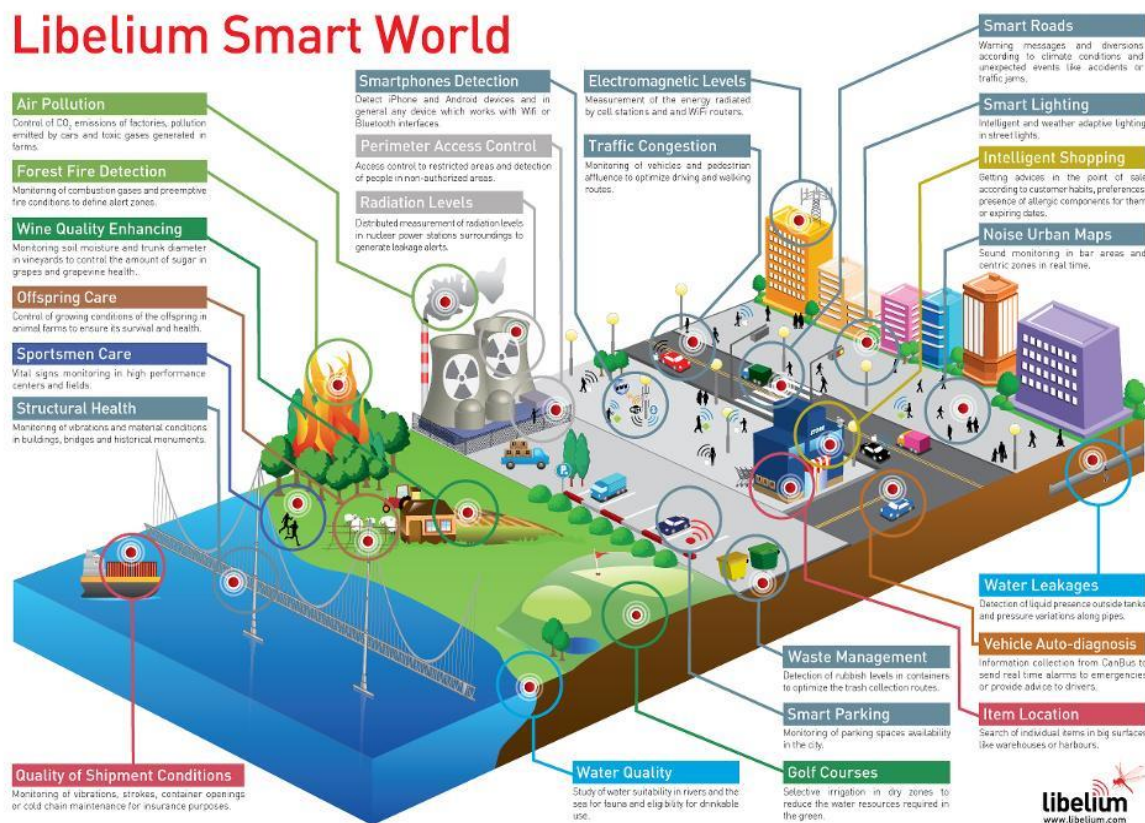 Libelium Smart World
Air Pollution
Control of CO₂ emissions of factories, pollution
emitted by cars and toxic gases generated in
farms.
Forest Fire Detection
Monitoring of combustion gases and preemptive
fire conditions to define alert zones.
Wine Quality Enhancing
Monitoring soil moisture and trunk diameter
in vineyards to control the amount of sugar in
grapes and grapevine health.
Offspring Care
Control of growing conditions of the offspring in
animal farms to ensure its survival and health.
Sportsmen Care
Vital signs monitoring in high performance
centers and fields.
Structural Health
Monitoring of vibrations and material conditions
in buildings, bridges and historical monuments.
Quality of Shipment Conditions
Monitoring of vibrations, strokes, container openings
or cold chain maintenance for insurance purposes.
Smartphones Detection
Detect iPhone and Android devices and in
general any device which works with Wifi or
Bluetooth interfaces.
Perimeter Access Control
Access control to restricted areas and detection
of people in non-authorized areas.
Radiation Levels
Distributed measurement of radiation levels
in nuclear power stations surroundings to
generate leakage alerts.
Electromagnetic Levels
Measurement of the energy radiated
by cell stations and and WiFi routers.
Traffic Congestion
Monitoring of vehicles and pedestrian
affluence to optimize driving and walking
routes.
Smart Roads
Warning messages and diversions
according to climate conditions and
unexpected events like accidents or
traffic jams.
Smart Lighting
Intelligent and weather adaptive lighting
in street lights.
Intelligent Shopping
Getting advices in the point of sale
according to customer habits, preferences,
presence of allergic components for them
or expiring dates.
Noise Urban Maps
Sound monitoring in bar areas and
centric zones in real time.
STORE
P
Water Leakages
Detection of liquid presence outside tanks
and pressure variations along pipes.
Vehicle Auto-diagnosis
Information collection from CanBus to
send real time alarms to emergencies
or provide advice to drivers.
Item Location
Search of individual items in big surfaces
like warehouses or harbours.
Waste Management
Detection of rubbish levels in containers
to optimize the trash collection routes.
Smart Parking
Monitoring of parking spaces availability
in the city.
Golf Courses
Selective irrigation in dry zones to
reduce the water resources required in
the green.
Water Quality
Study of water suitability in rivers and the
sea for fauna and eligibility for drinkable
use.
libelium
www.libelium.com